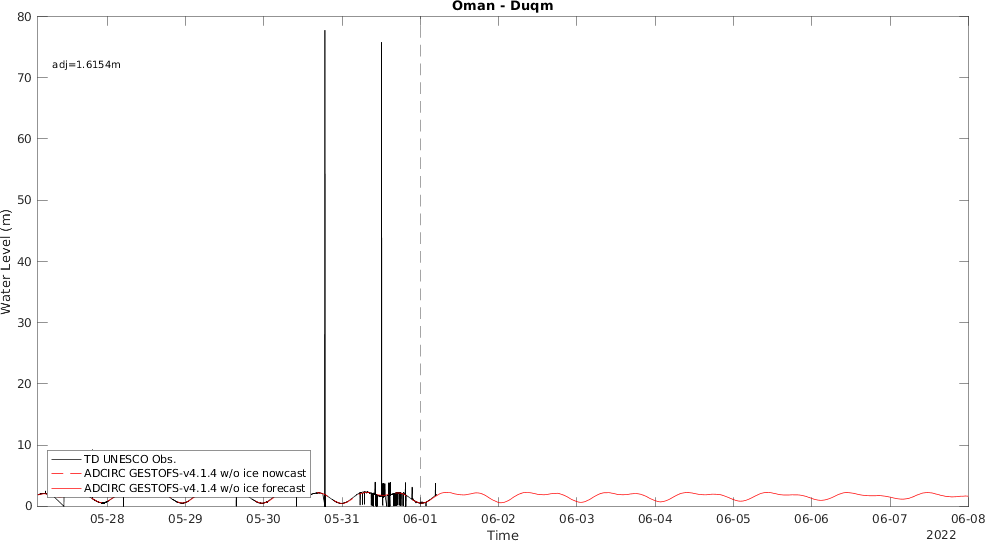 Oman - Duqm
80
adj=1.6154m
70
60
50
40
30
20
10
0
Water Level (m)
TD UNESCO Obs.
ADCIRC GESTOFS-v4.1.4 w/o ice nowcast
ADCIRC GESTOFS-v4.1.4 w/o ice forecast
05-28 05-29 05-30 05-31 06-01 06-02 06-03 06-04 06-05 06-06 06-07 06-08
Time
2022